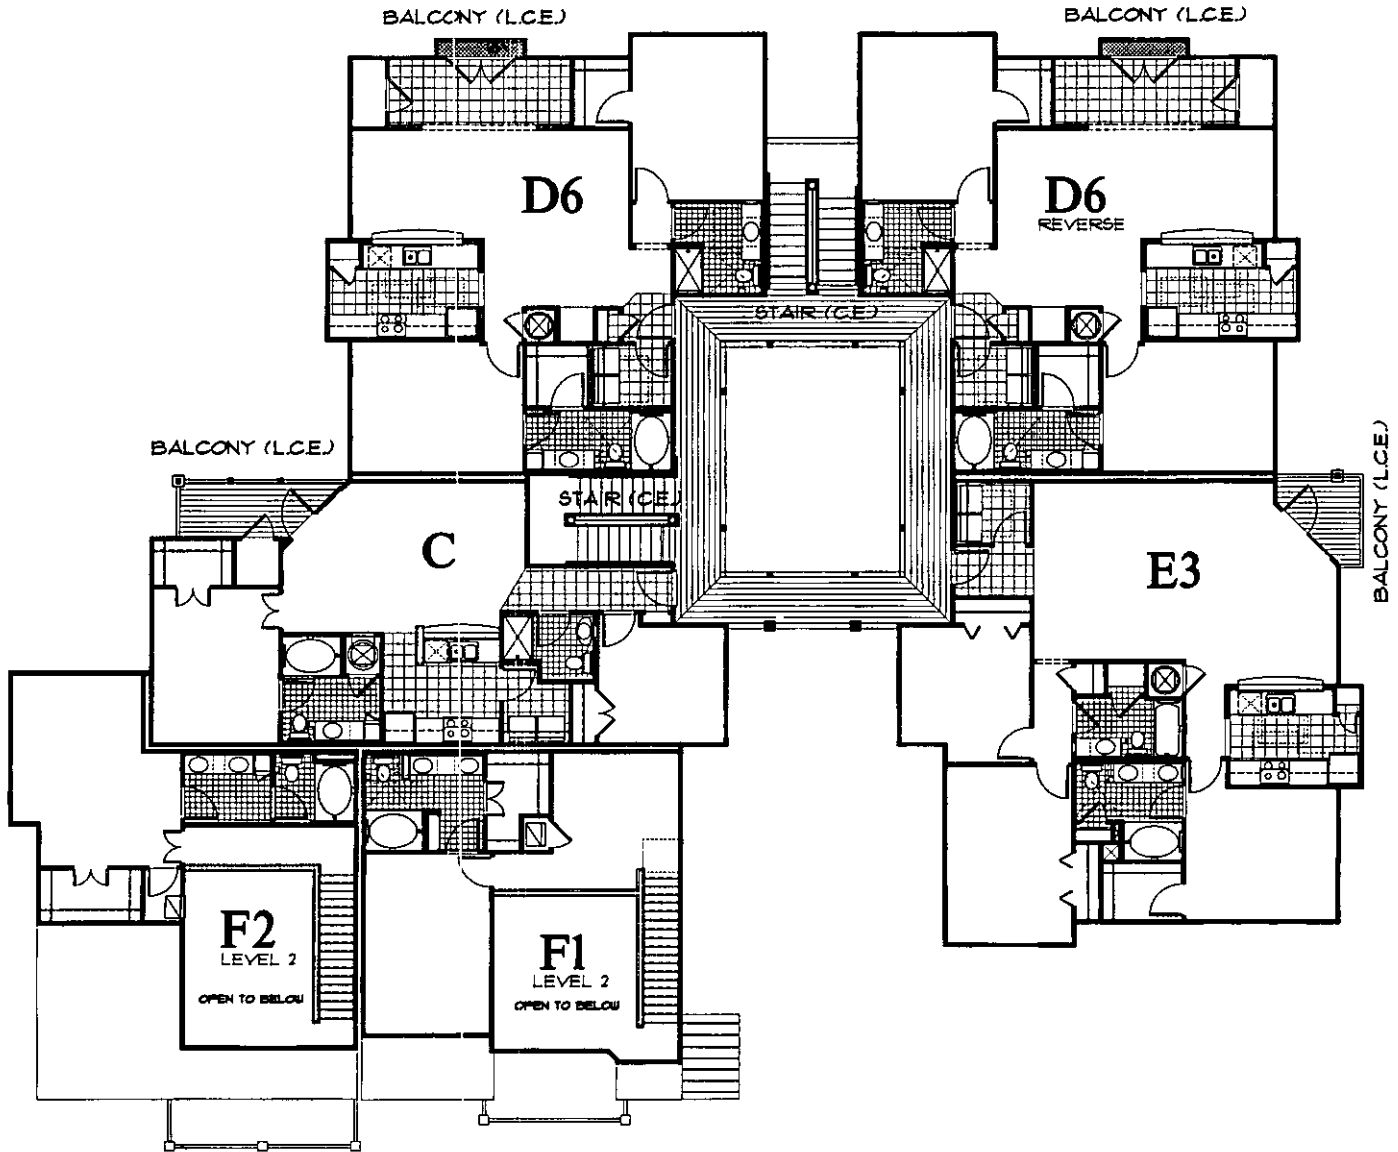 BALCONY (L.C.E.)
BALCONY (L.C.E.)
D6
D6
REVERSE
STAIR (C.E.)
BALCONY (L.C.E.)
STAIR (C.E.)
BALCONY (L.C.E.)
C
E3
F2
LEVEL 2
OPEN TO BELOW
F1
LEVEL 2
OPEN TO BELOW